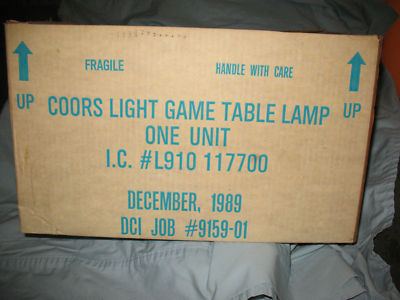 FRAGILE HANDLE WITH CARE
UP UP
COORS LIGHT GAME TABLE LAMP
ONE UNIT
I.C. #L910 117700
DECEMBER, 1989
DCI JOB #9159-01